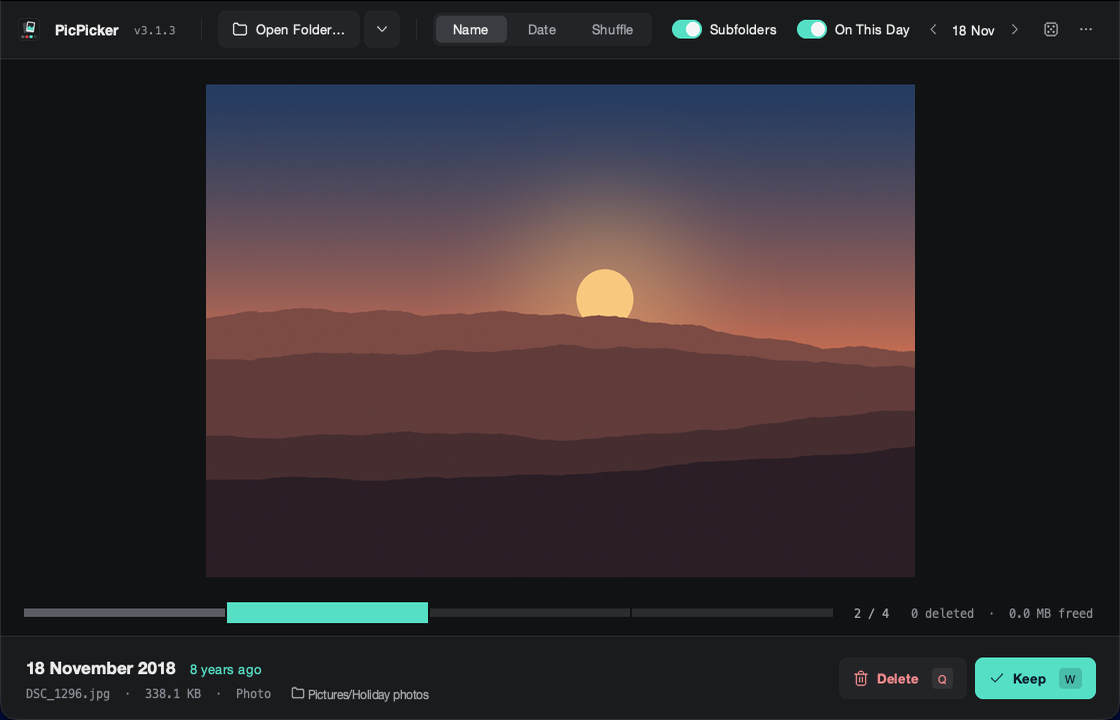 PicPicker v3.1.3 Open Folder... Name Date Shuffle Subfolders On This Day 18 Nov
2 / 4 0 deleted · 0.0 MB freed
18 November 2018 8 years ago
DSC_1296.jpg · 338.1 KB · Photo Pictures/Holiday photos
Delete Q Keep W